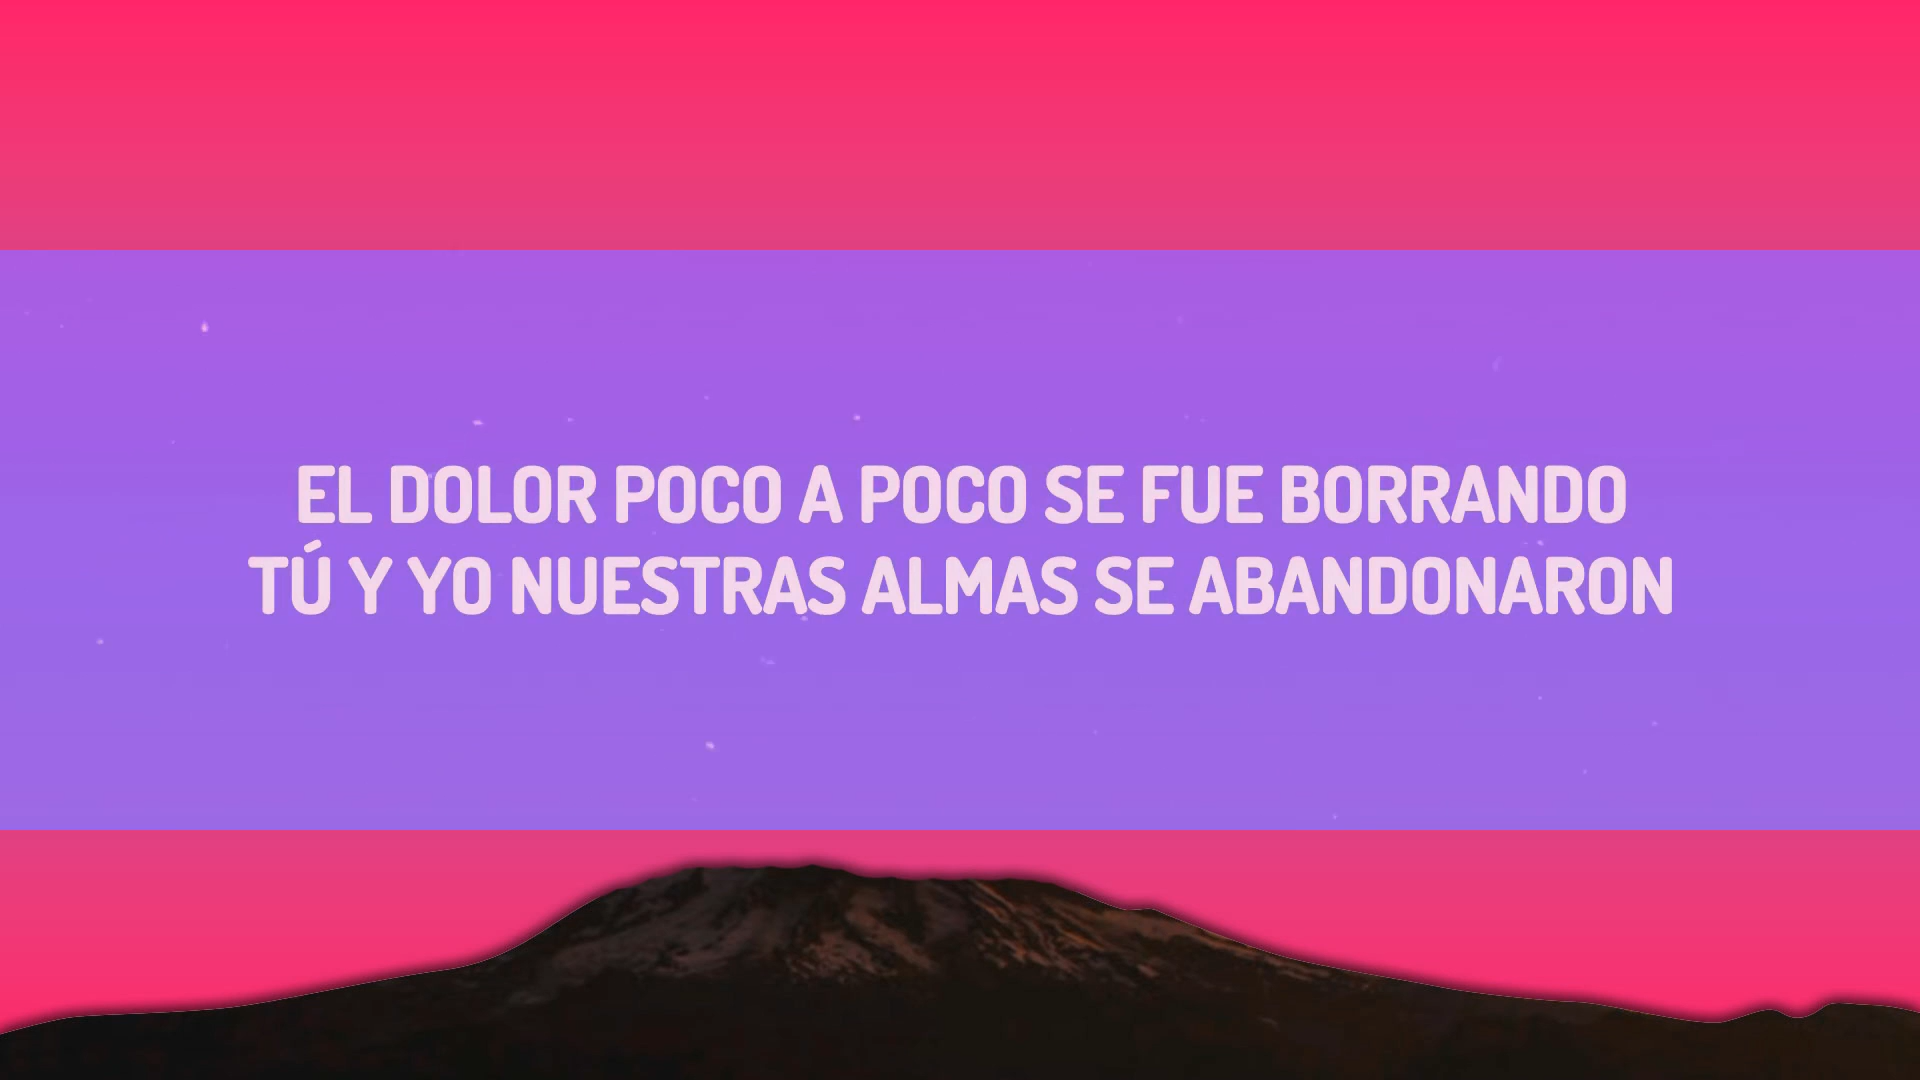 EL DOLOR POCO A POCO SE FUE BORRANDO
TÚ Y YO NUESTRAS ALMAS SE ABANDONARON